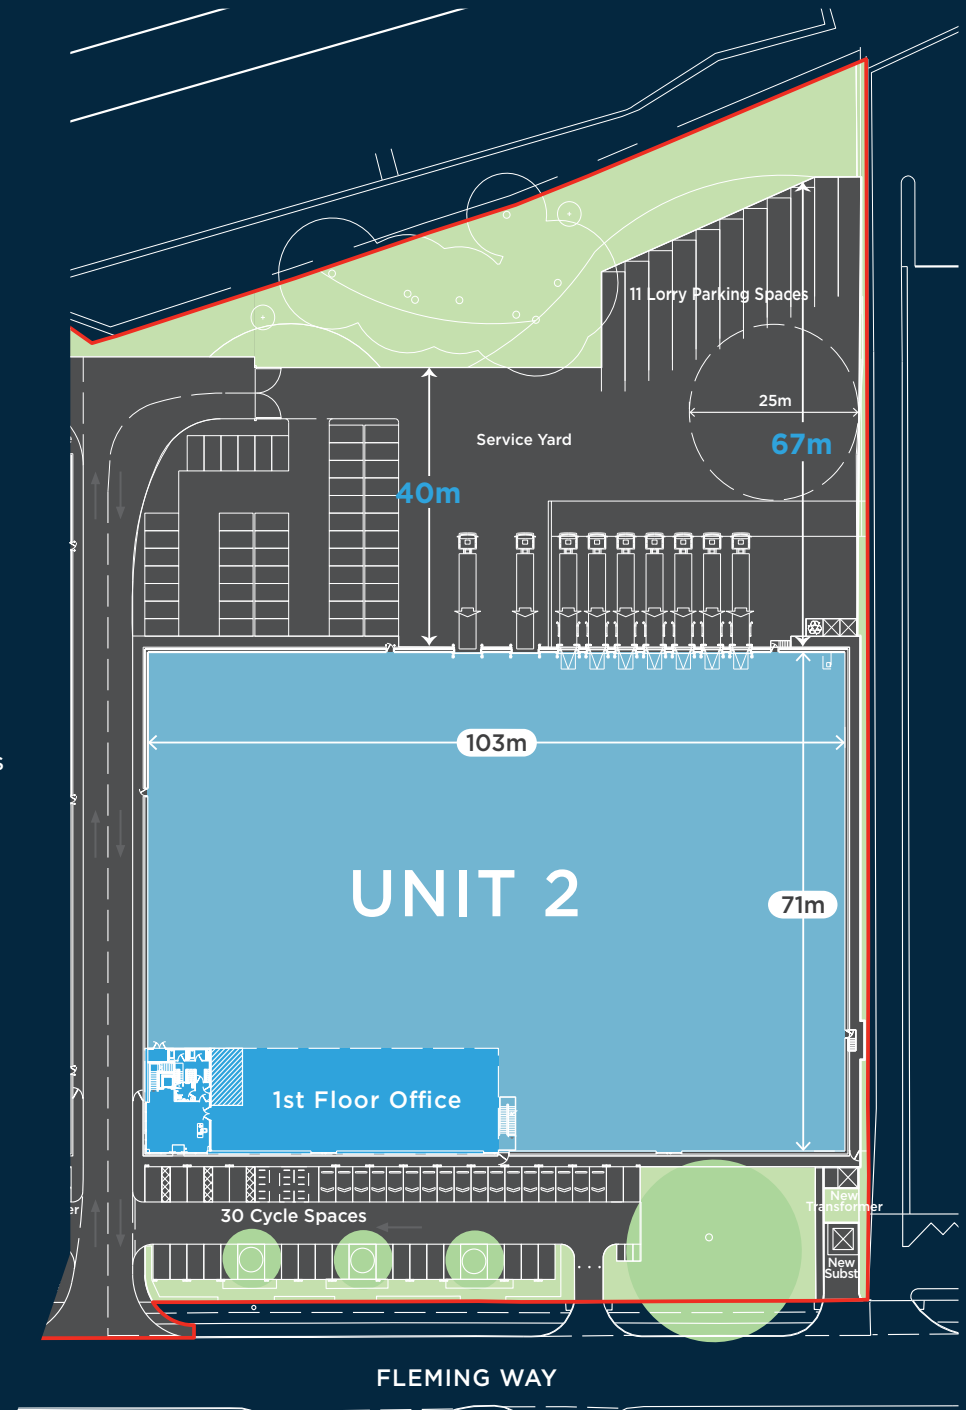 11 Lorry Parking Spaces
25m
67m
Service Yard
40m
103m
UNIT 2
71m
1st Floor Office
30 Cycle Spaces
New
Transformer
New
Subst
FLEMING WAY
s
er